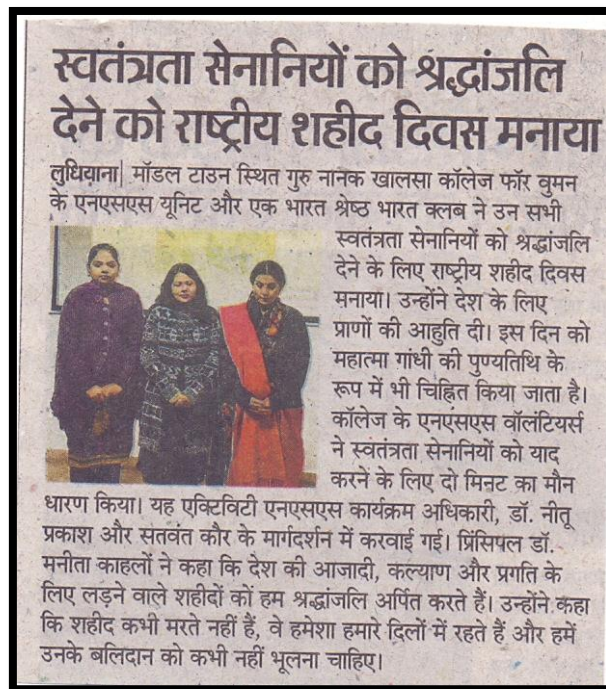 स्वतंत्रता सेनानियों को श्रद्धांजलि
देने को राष्ट्रीय शहीद दिवस मनाया
लुधियाना| मॉडल टाउन स्थित गुरु नानक खालसा कॉलेज फॉर वुमन
के एनएसएस यूनिट और एक भारत श्रेष्ठ भारत क्लब ने उन सभी
स्वतंत्रता सेनानियों को श्रद्धांजलि
देने के लिए राष्ट्रीय शहीद दिवस
मनाया। उन्होंने देश के लिए
प्राणों की आहुति दी। इस दिन को
महात्मा गांधी की पुण्यतिथि के
रूप में भी चिह्नित किया जाता है।
कॉलेज के एनएसएस वॉलंटियर्स
ने स्वतंत्रता सेनानियों को याद
करने के लिए दो मिनट का मौन
धारण किया। यह एक्टिविटी एनएसएस कार्यक्रम अधिकारी, डॉ. नीतू
प्रकाश और सतवंत कौर के मार्गदर्शन में करवाई गई। प्रिंसिपल डॉ.
मनीता काहलों ने कहा कि देश की आजादी, कल्याण और प्रगति के
लिए लड़ने वाले शहीदों कों हम श्रद्धांजलि अर्पित करते हैं। उन्होंने कहा
कि शहीद कभी मरते नहीं हैं, वे हमेशा हमारे दिलों में रहते हैं और हमें
उनके बलिदान को कभी नहीं भूलना चाहिए।